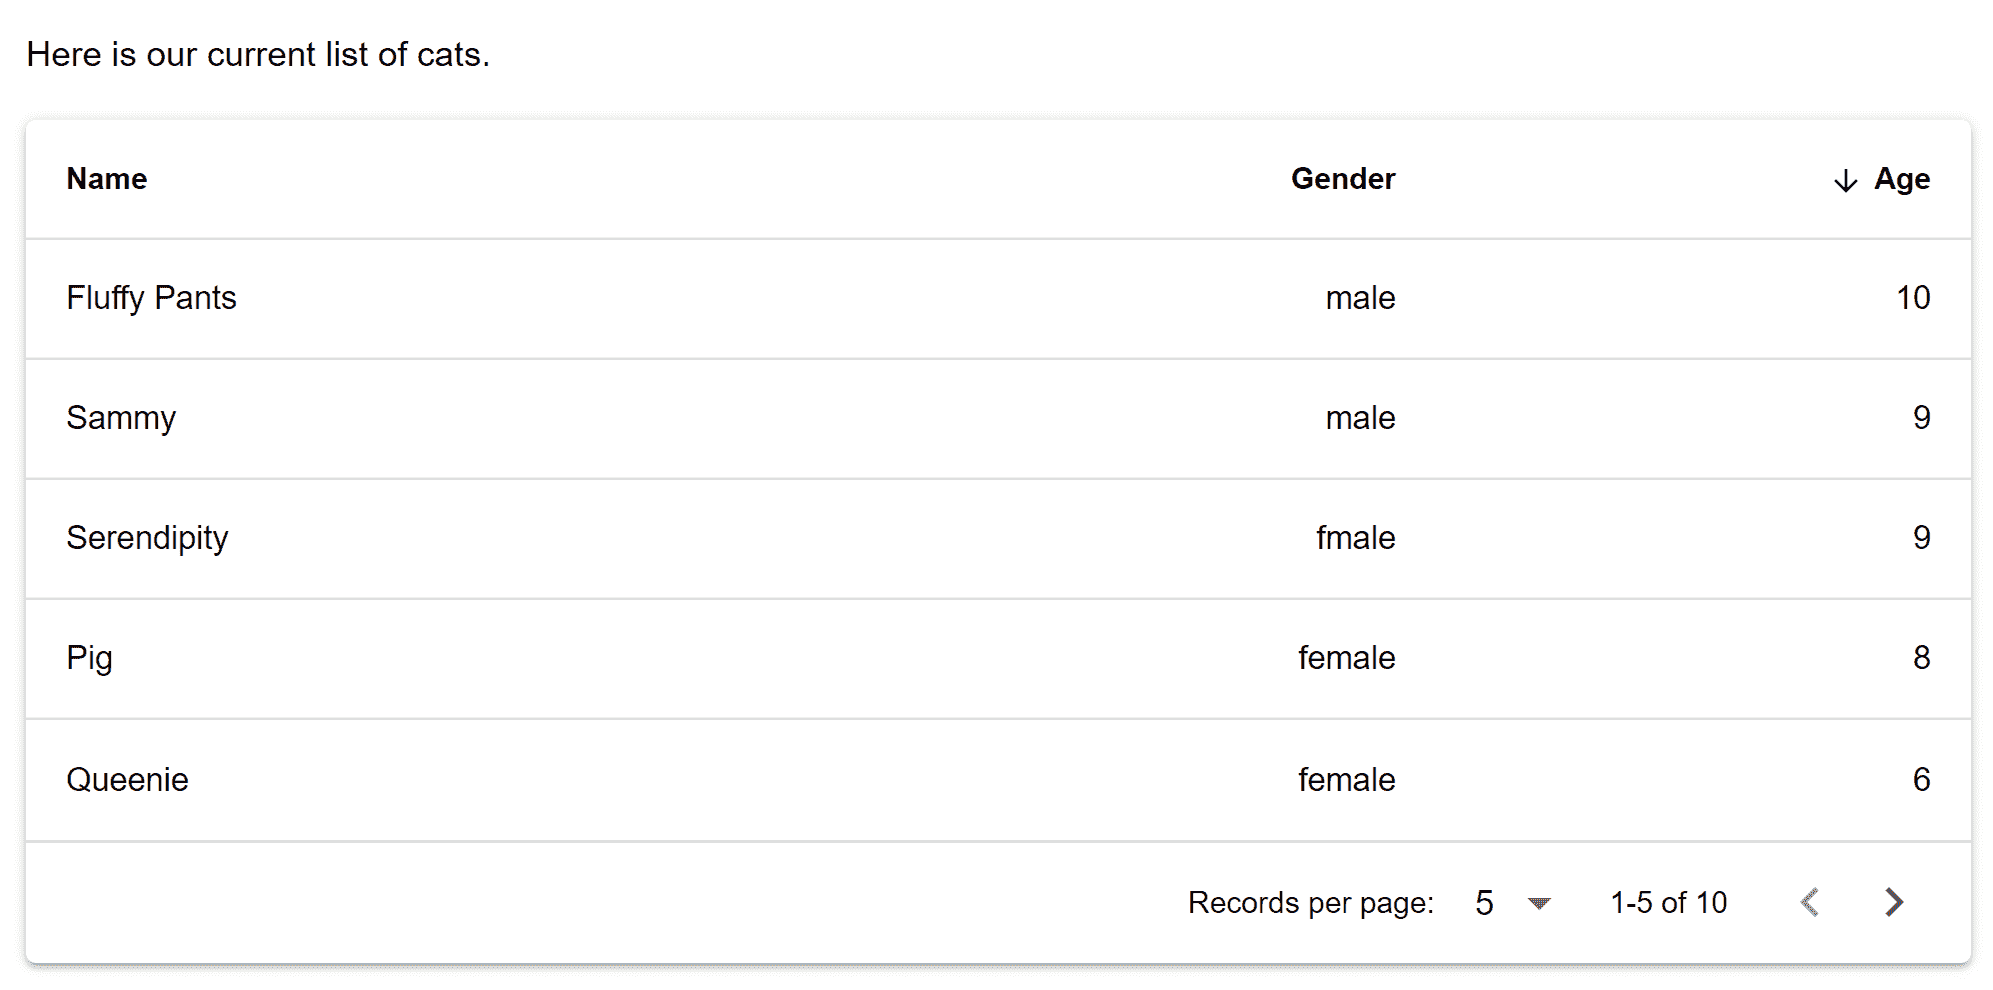 Here is our current list of cats.
Name Gender Age
Fluffy Pants male 10
Sammy male 9
Serendipity fmale 9
Pig female 8
Queenie female 6
Records per page: 5 1-5 of 10